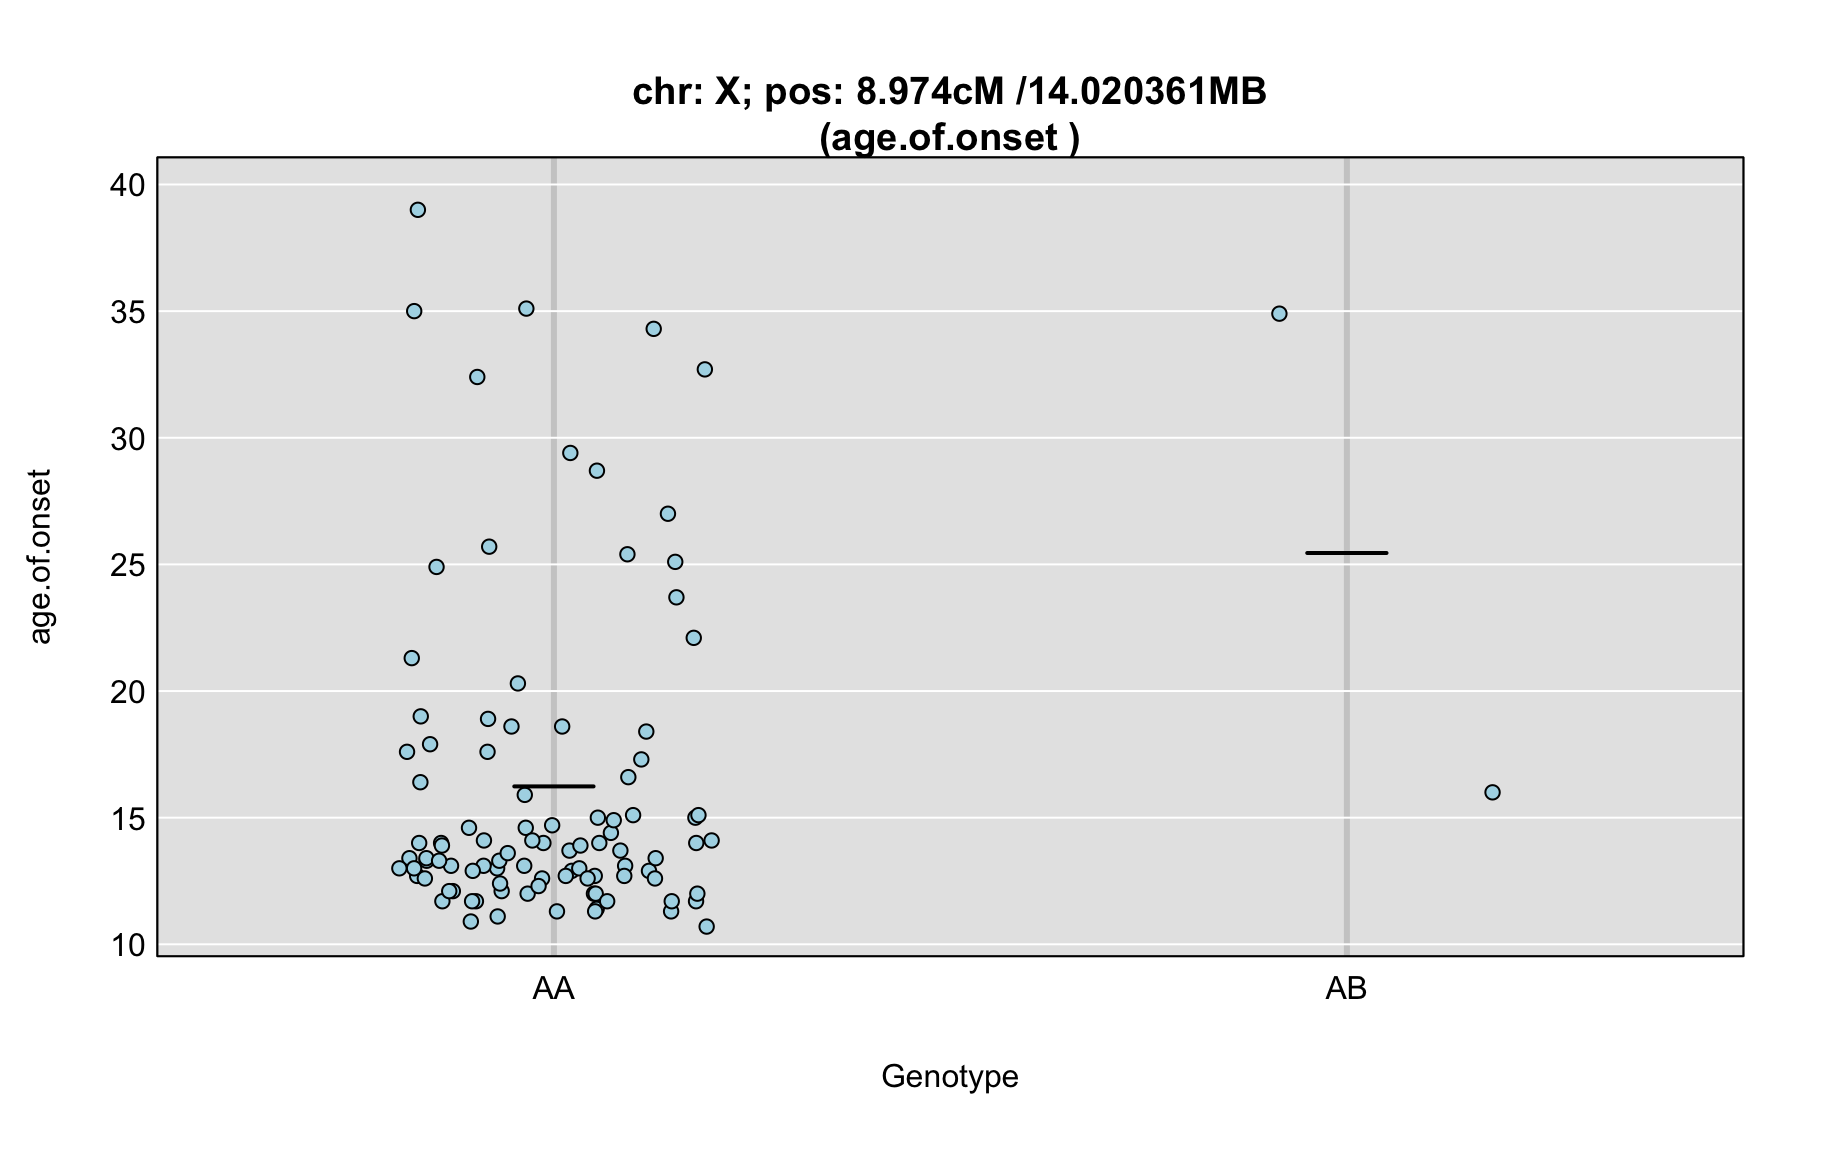 chr: X; pos: 8.974cM /14.020361MB
(age.of.onset )
40
35
30
25
20
15
10
age.of.onset
AA
AB
Genotype